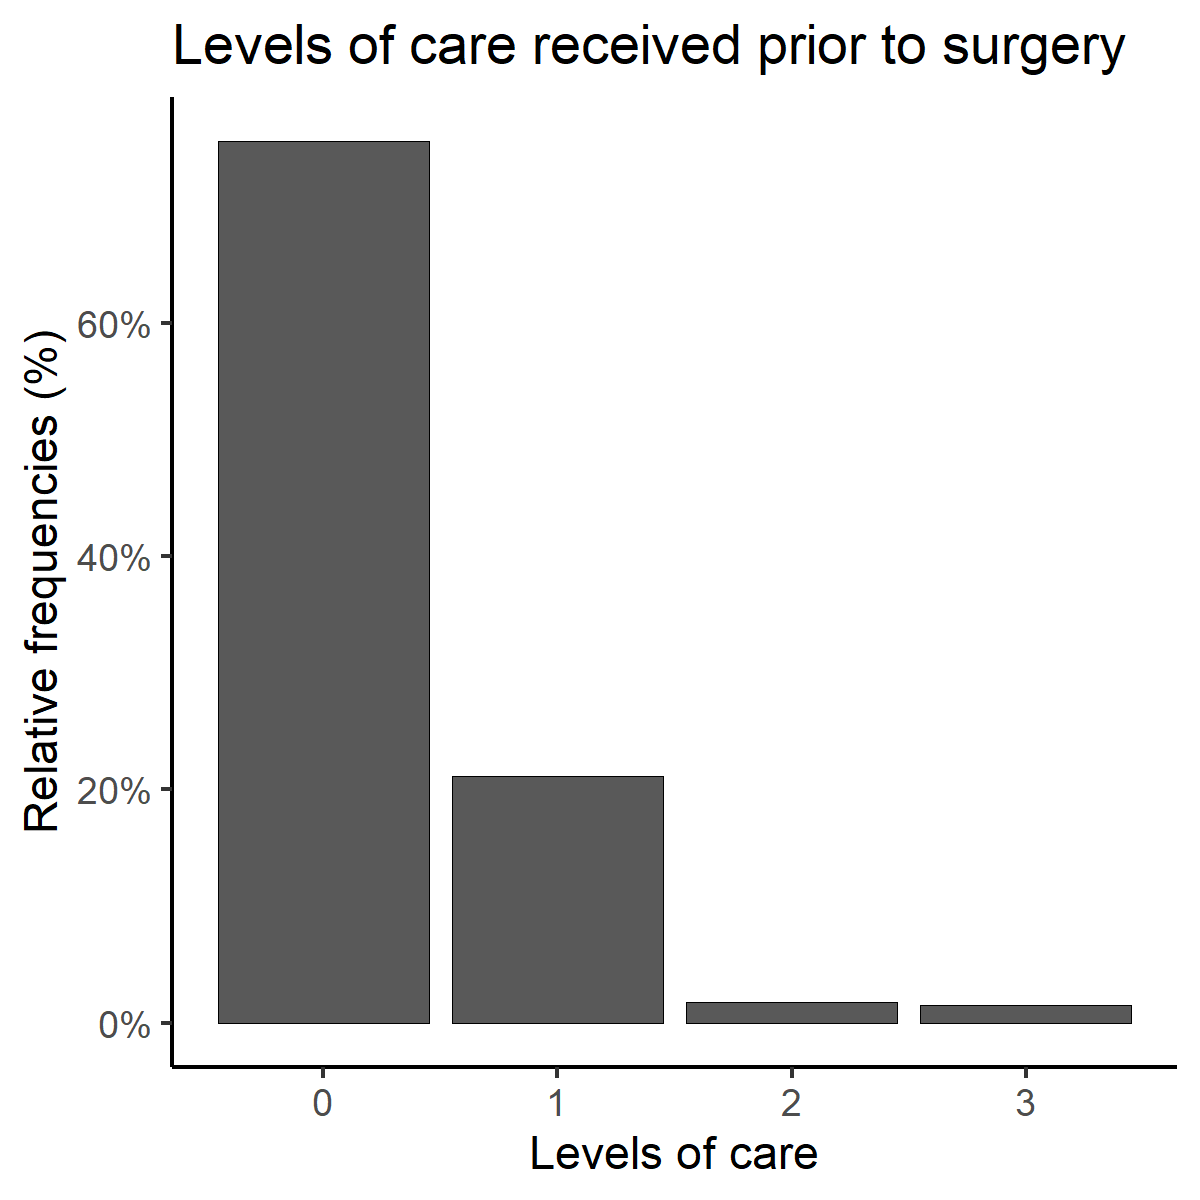 Levels of care received prior to surgery
Relative frequencies (%)
60%
40%
20%
0%
0
1
2
3
Levels of care